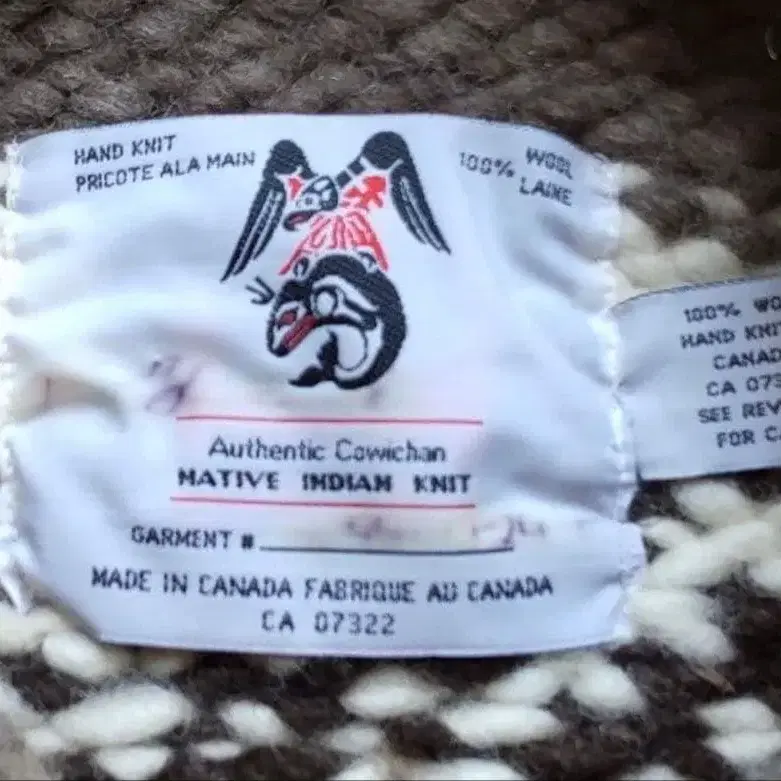 HAND KNIT
PRICOTE ALA MAIN
100% WOOL
LAINE
Authentic Cowichan
NATIVE INDIAN KNIT
GARMENT #
MADE IN CANADA FABRIQUE AU CANADA
CA 07322
100% WO
HAND KNI
CANAD
CA 073
SEE REV
FOR C